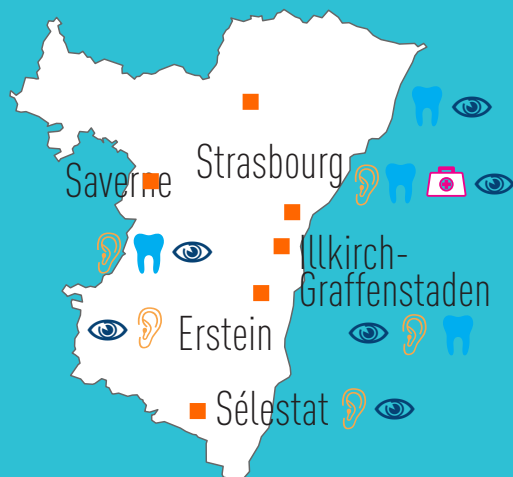 Strasbourg
Saverne
Illkirch-
Graffenstaden
Erstein
Sélestat